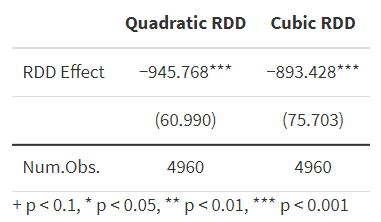 Quadratic RDD Cubic RDD
RDD Effect −945.768*** −893.428***
(60.990) (75.703)
Num.Obs. 4960 4960
+ p < 0.1, * p < 0.05, ** p < 0.01, *** p < 0.001